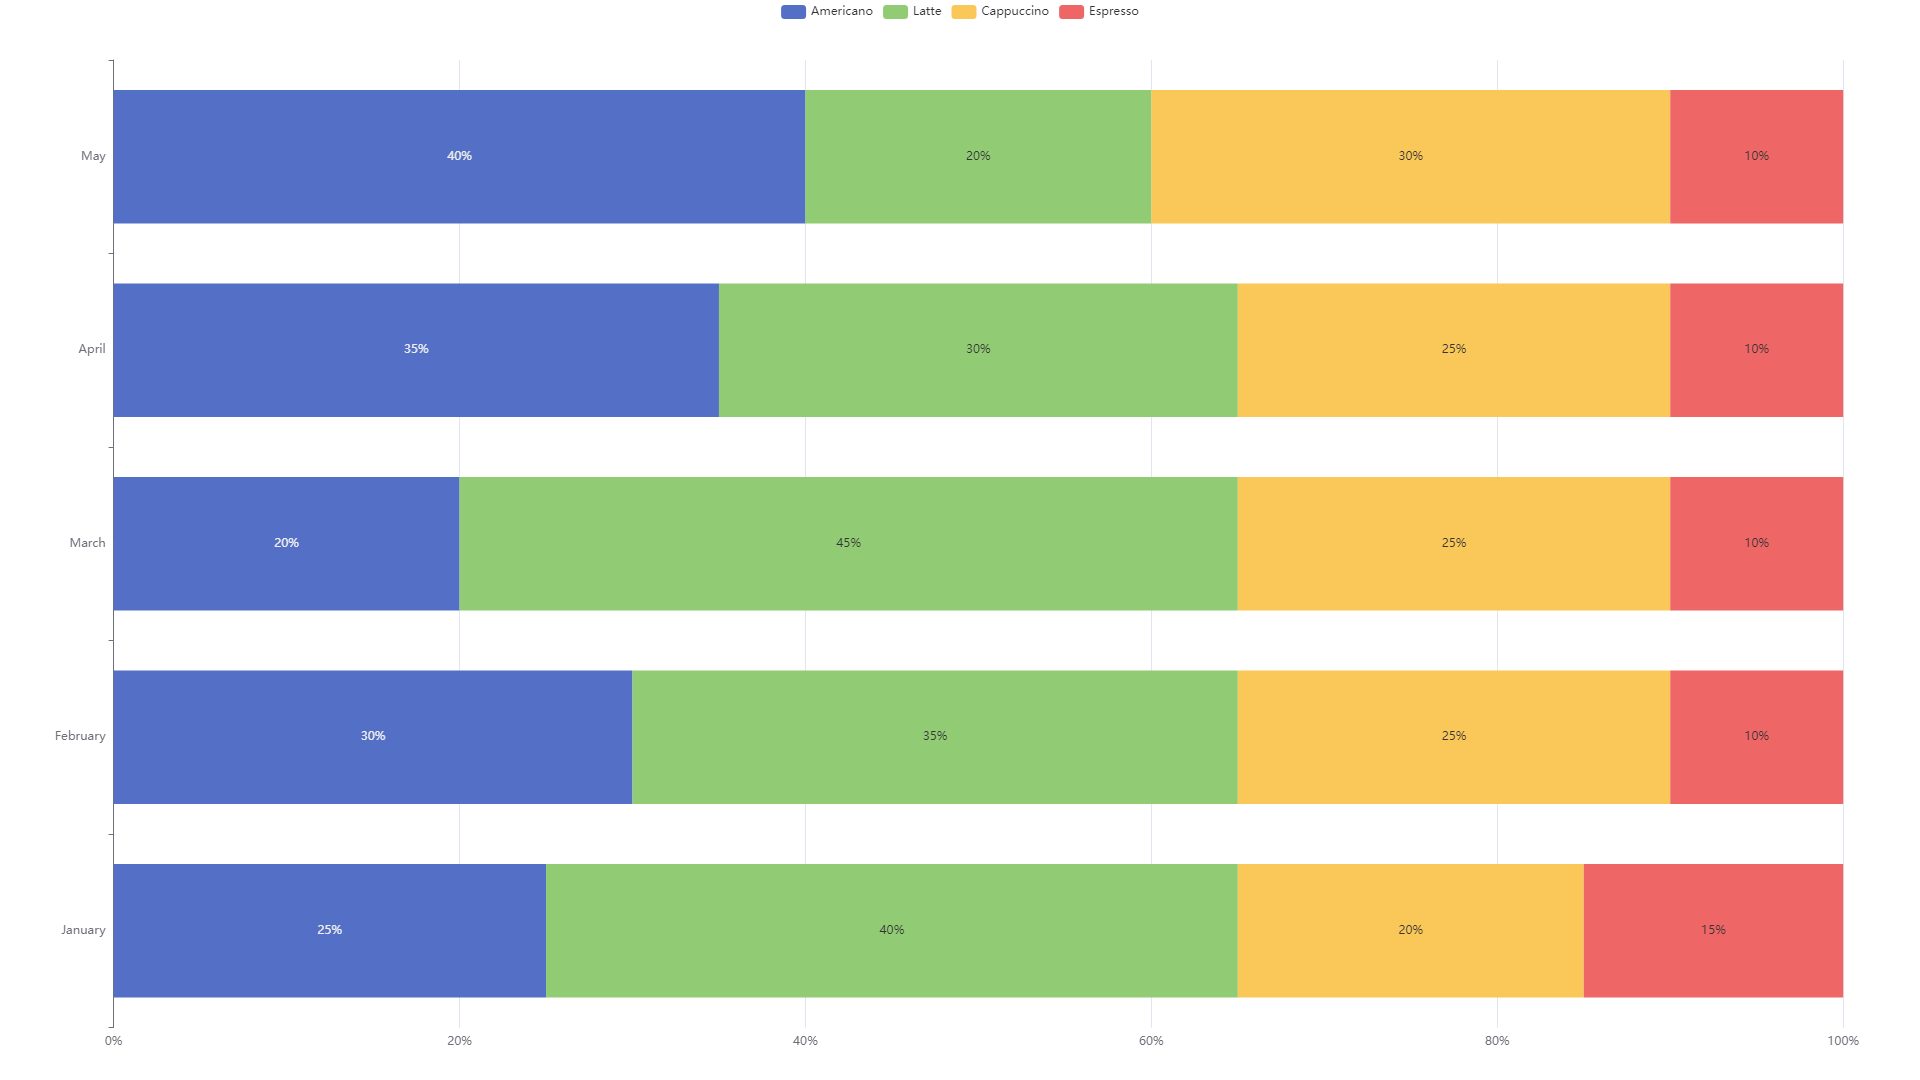 Americano Latte Cappuccino Espresso
May 40% 20% 30% 10%
April 35% 30% 25% 10%
March 20% 45% 25% 10%
February 30% 35% 25% 10%
January 25% 40% 20% 15%
0% 20% 40% 60% 80% 100%